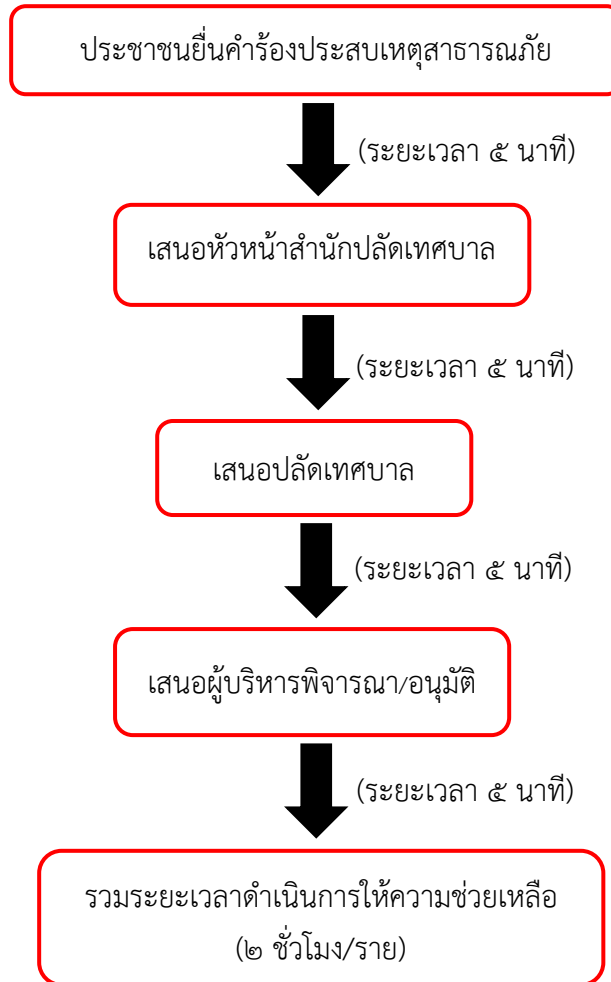 ประชาชนยื่นคำร้องประสบเหตุสาธารณภัย
(ระยะเวลา ๕ นาที)
เสนอหัวหน้าสำนักปลัดเทศบาล
(ระยะเวลา ๕ นาที)
เสนอปลัดเทศบาล
(ระยะเวลา ๕ นาที)
เสนอผู้บริหารพิจารณา/อนุมัติ
(ระยะเวลา ๕ นาที)
รวมระยะเวลาดำเนินการให้ความช่วยเหลือ
(๒ ชั่วโมง/ราย)